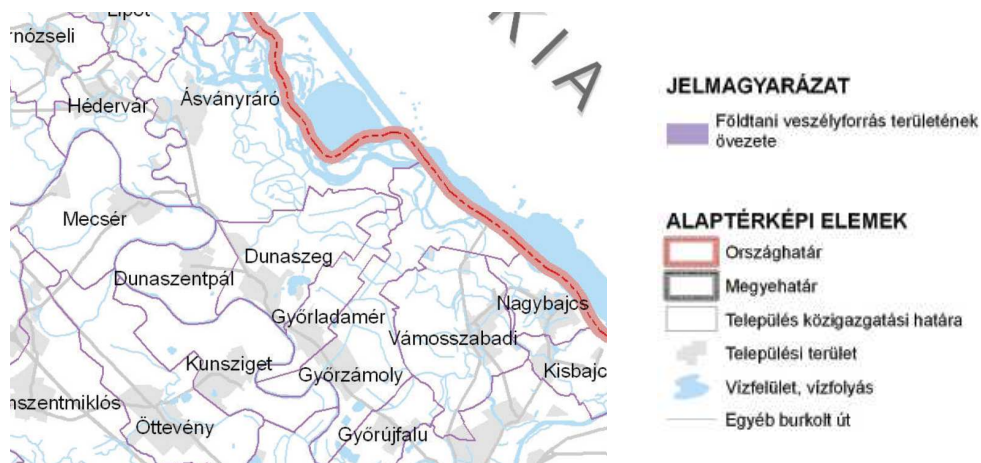 Lipót
rnózseli
KIA
Hédervár
Ásványráró
Mecsér
Dunaszeg
Dunaszentpál
Nagybajcs
Győrladamér
Vámosszabadi
Kunsziget
Győrzámoly
Kisbajc
nszentmiklós
Öttevény
Győrújfalu
JELMAGYARÁZAT
Földtani veszélyforrás területének
övezete
ALAPTÉRKÉPI ELEMEK
Országhatár
Megyehatár
Település közigazgatási határa
Települési terület
Vízfelület, vízfolyás
Egyéb burkolt út